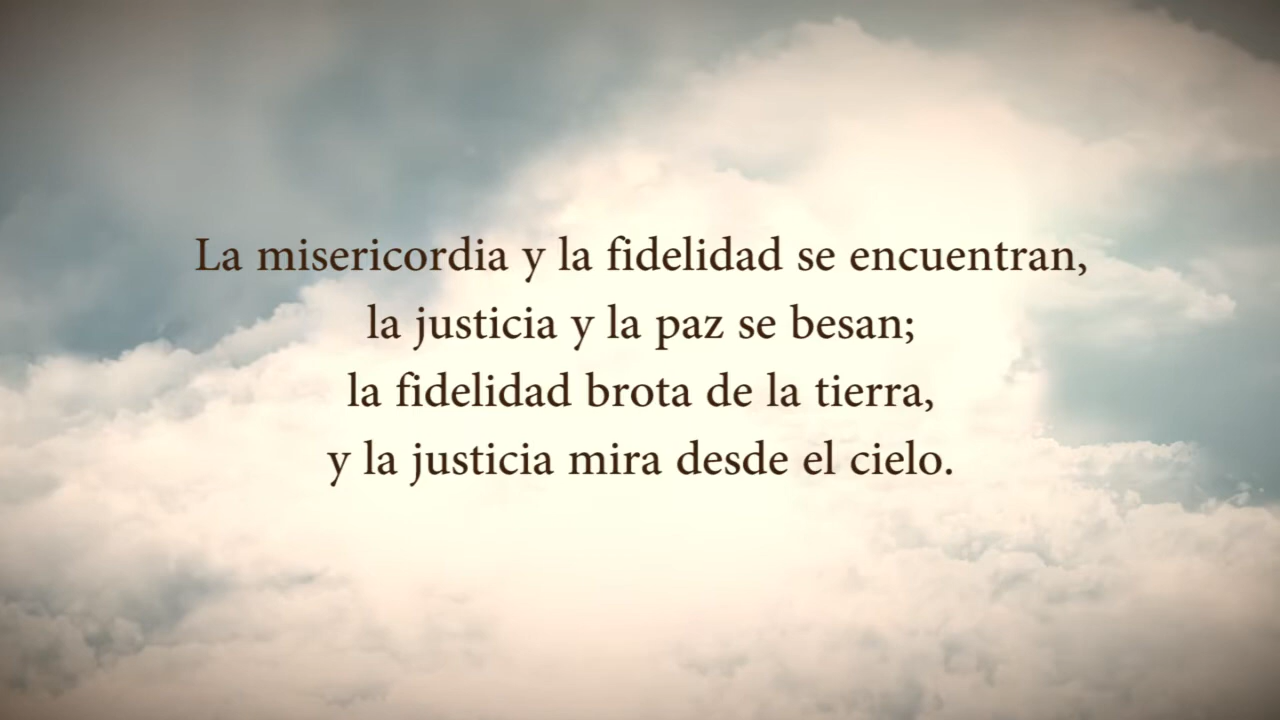 La misericordia y la fidelidad se encuentran,
la justicia y la paz se besan;
la fidelidad brota de la tierra,
y la justicia mira desde el cielo.